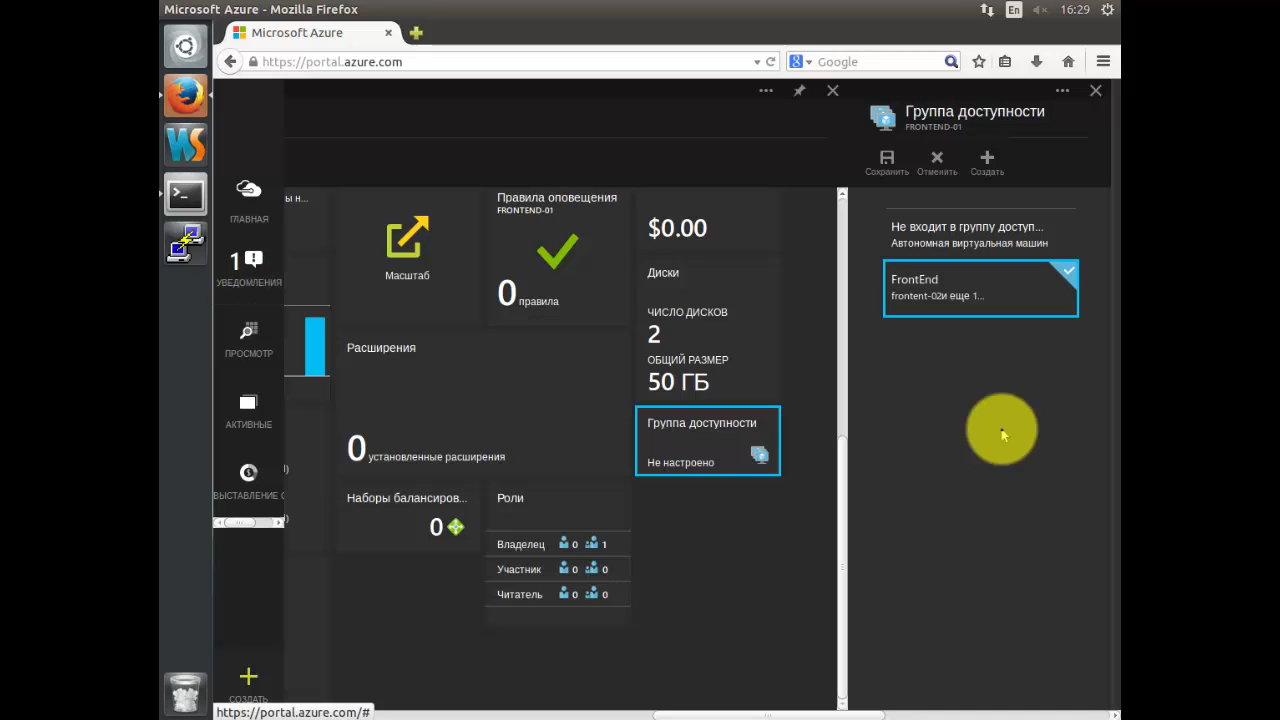 Microsoft Azure - Mozilla Firefox
En
16:29
Microsoft Azure
https://portal.azure.com
Google
Группа доступности
FRONTEND-01
Сохранить
Отменить
Создать
ГЛАВНАЯ
1
УВЕДОМЛЕНИЯ
ПРОСМОТР
АКТИВНЫЕ
ВЫСТАВЛЕНИЕ
СОЗДАТЬ
ы н...
Масштаб
Правила оповещения
FRONTEND-01
0 правила
Расширения
0 установленные расширения
Наборы балансиров...
0
Роли
Владелец 0 1
Участник 0 0
Читатель 0 0
$0.00
Диски
ЧИСЛО ДИСКОВ
2
ОБЩИЙ РАЗМЕР
50 ГБ
Группа доступности
Не настроено
Не входит в группу доступ...
Автономная виртуальная машин
FrontEnd
frontent-02и еще 1...
https://portal.azure.com/#